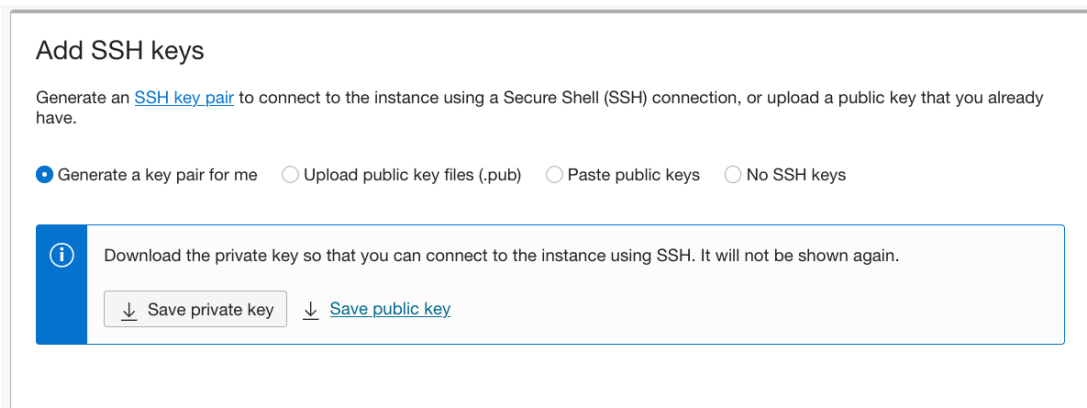 Add SSH keys
Generate an SSH key pair to connect to the instance using a Secure Shell (SSH) connection, or upload a public key that you already
have.
Generate a key pair for me Upload public key files (.pub) Paste public keys No SSH keys
Download the private key so that you can connect to the instance using SSH. It will not be shown again.
Save private key Save public key